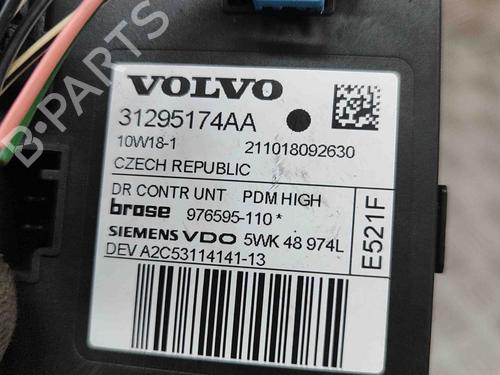 VOLVO
31295174AA
10W18-1 211018092630
CZECH REPUBLIC
DR CONTR UNT PDM HIGH
brose 976595-110*
SIEMENS VDO 5WK 48 974L
DEV A2C53114141-13
E521F
B-PARTS